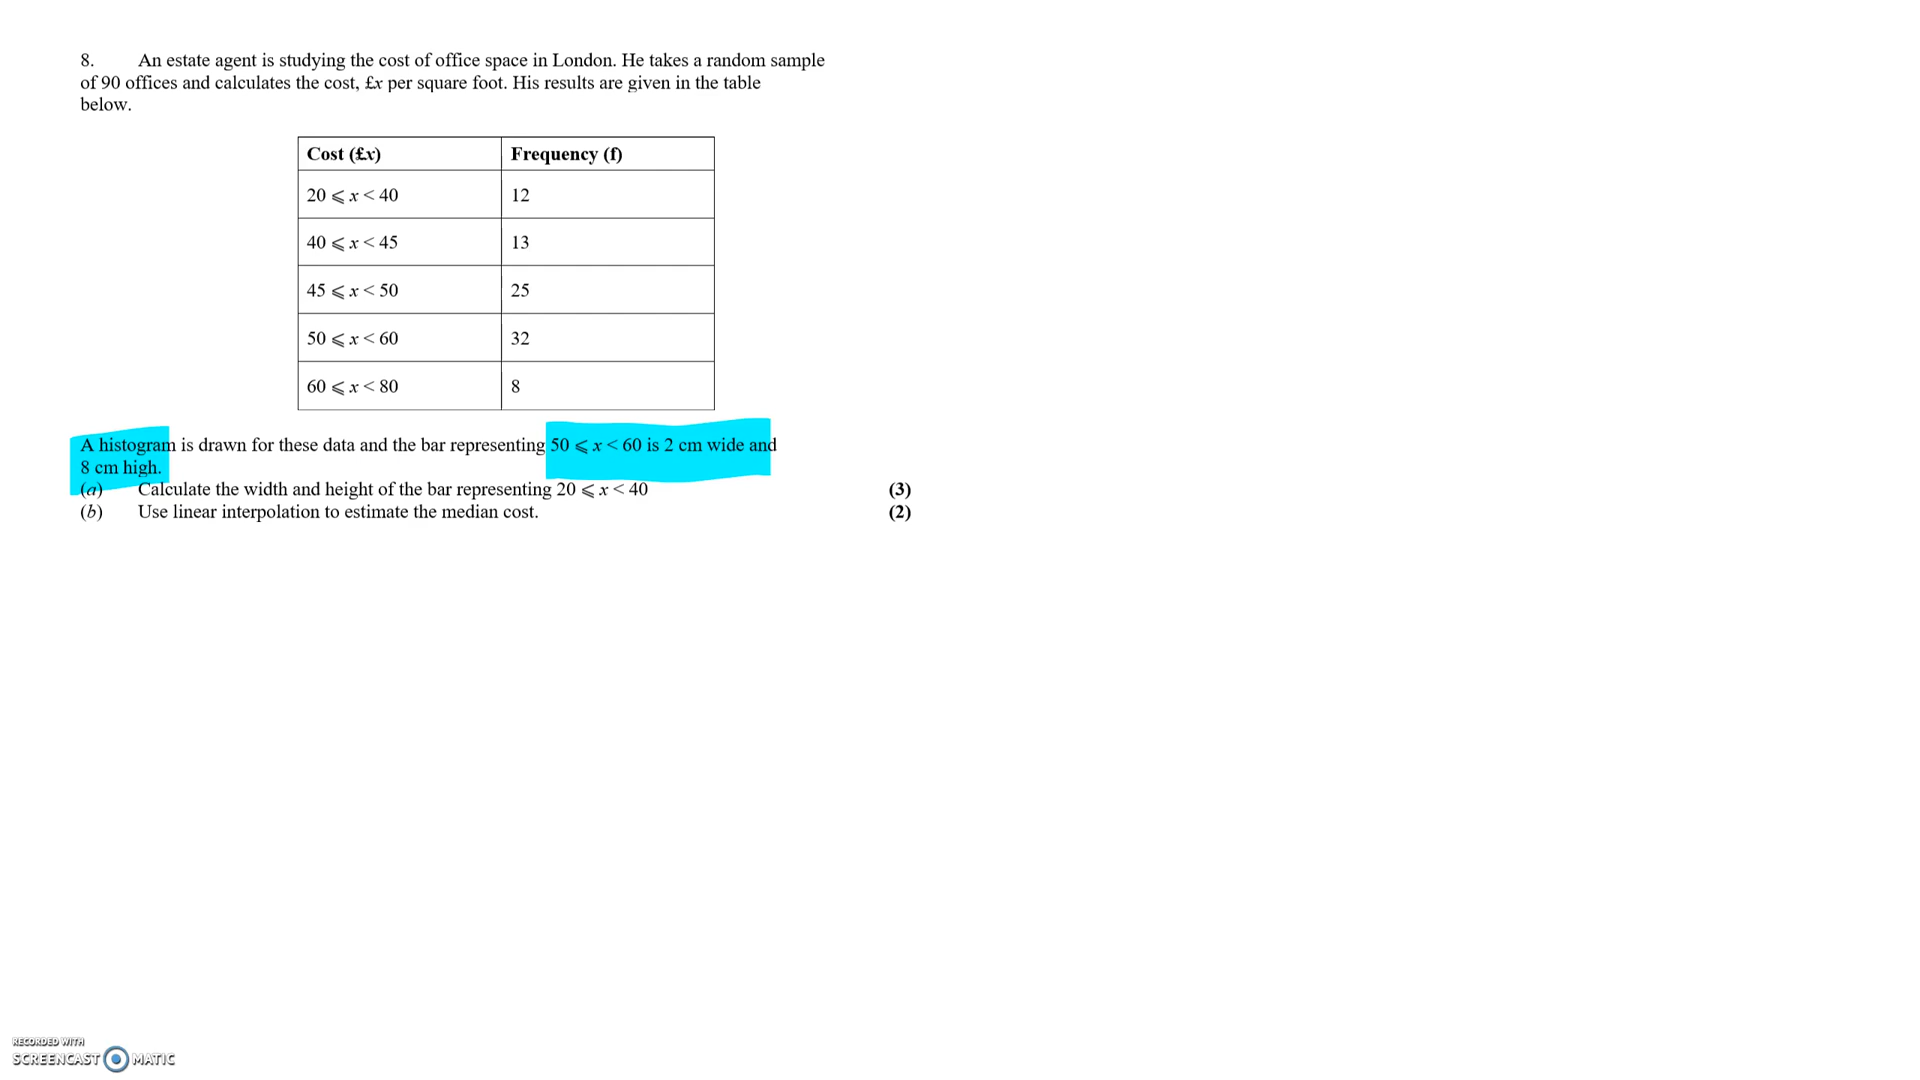 8. An estate agent is studying the cost of office space in London. He takes a random sample
of 90 offices and calculates the cost, £x per square foot. His results are given in the table
below.
Cost (£x) Frequency (f)
20 ⩽ x < 40 12
40 ⩽ x < 45 13
45 ⩽ x < 50 25
50 ⩽ x < 60 32
60 ⩽ x < 80 8
A histogram is drawn for these data and the bar representing 50 ⩽ x < 60 is 2 cm wide and
8 cm high.
(a) Calculate the width and height of the bar representing 20 ⩽ x < 40 (3)
(b) Use linear interpolation to estimate the median cost. (2)
RECORDED WITH
SCREENCAST MATIC